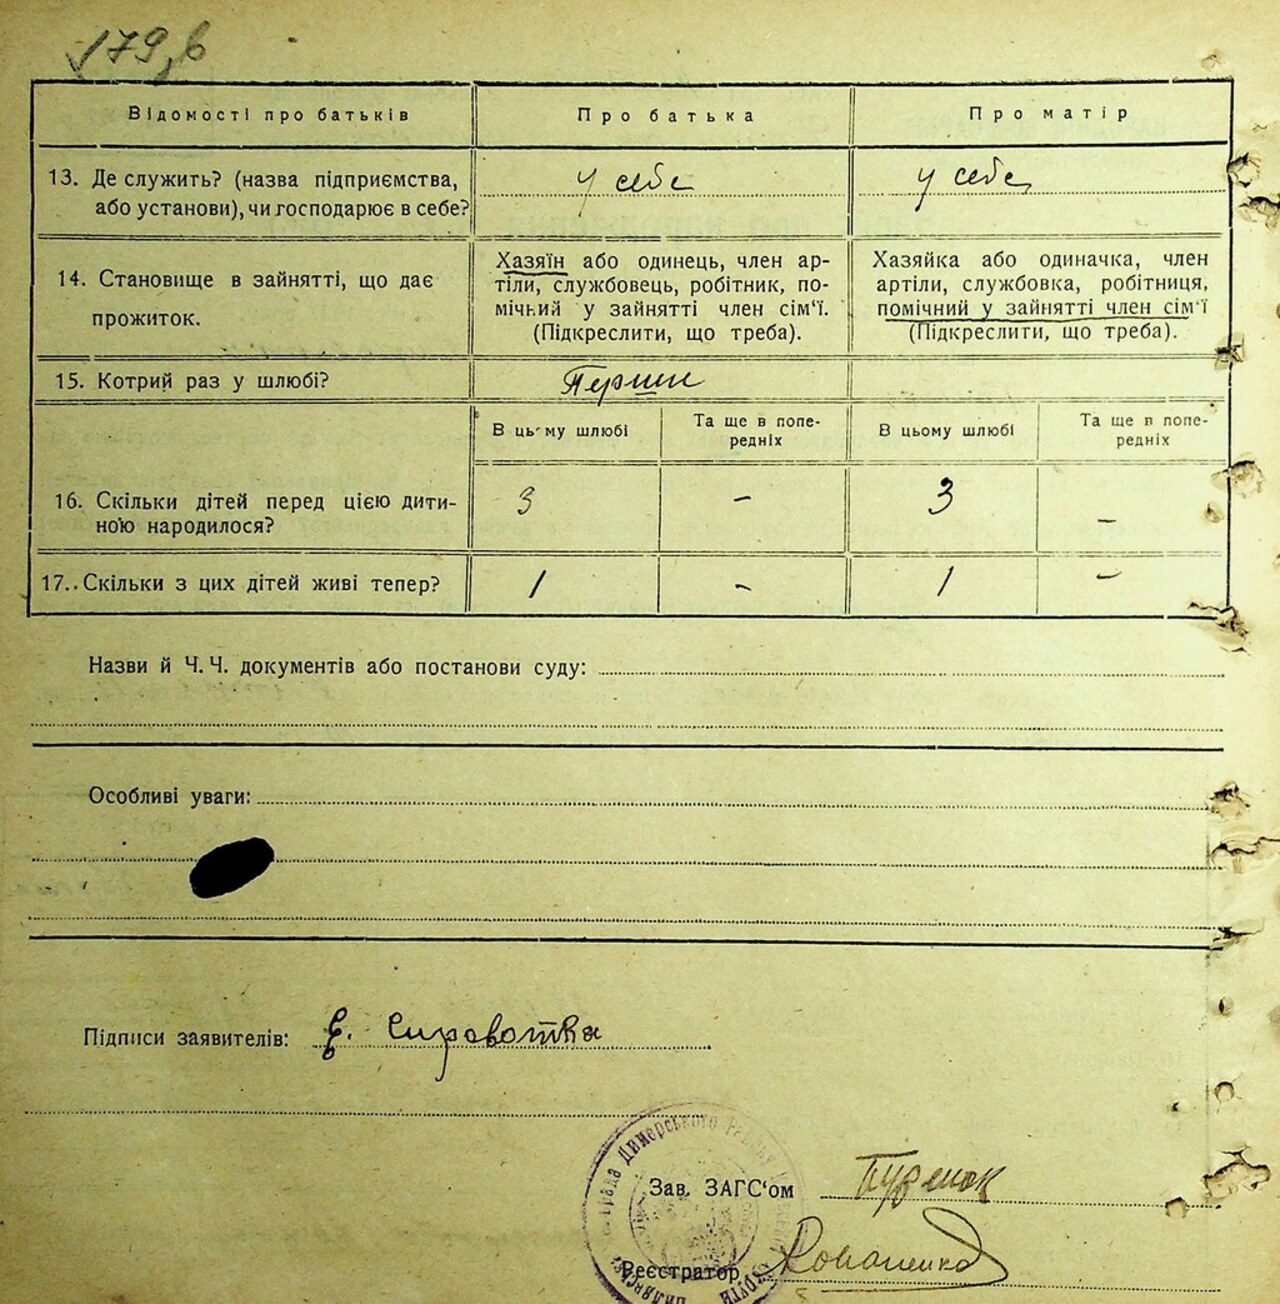 179, в
Відомості про батьків
Про батька
Про матір
13. Де служить? (назва підприємства,
або установи), чи господарює в себе?
у себе
у себе
14. Становище в зайнятті, що дає
прожиток.
Хазяїн або одинець, член ар-
тіли, службовець, робітник, по-
мічний у зайнятті член сім‘ї.
(Підкреслити, що треба).
Хазяйка або одиначка, член
артіли, службовка, робітниця,
помічний у зайнятті член сім‘ї
(Підкреслити, що треба).
15. Котрий раз у шлюбі?
В цьому шлюбі
Та ще в попе-
редніх
В цьому шлюбі
Та ще в попе-
редніх
16. Скільки дітей перед цією дити-
ною народилося?
3
–
3
–
17. Скільки з цих дітей живі тепер?
1
–
1
–
Назви й Ч. Ч. документів або постанови суду:
Особливі уваги:
Підписи заявителів: Є. Сироватка
рада Димерського Району
Зав. ЗАГС‘ом
Реєстратор Кононенко